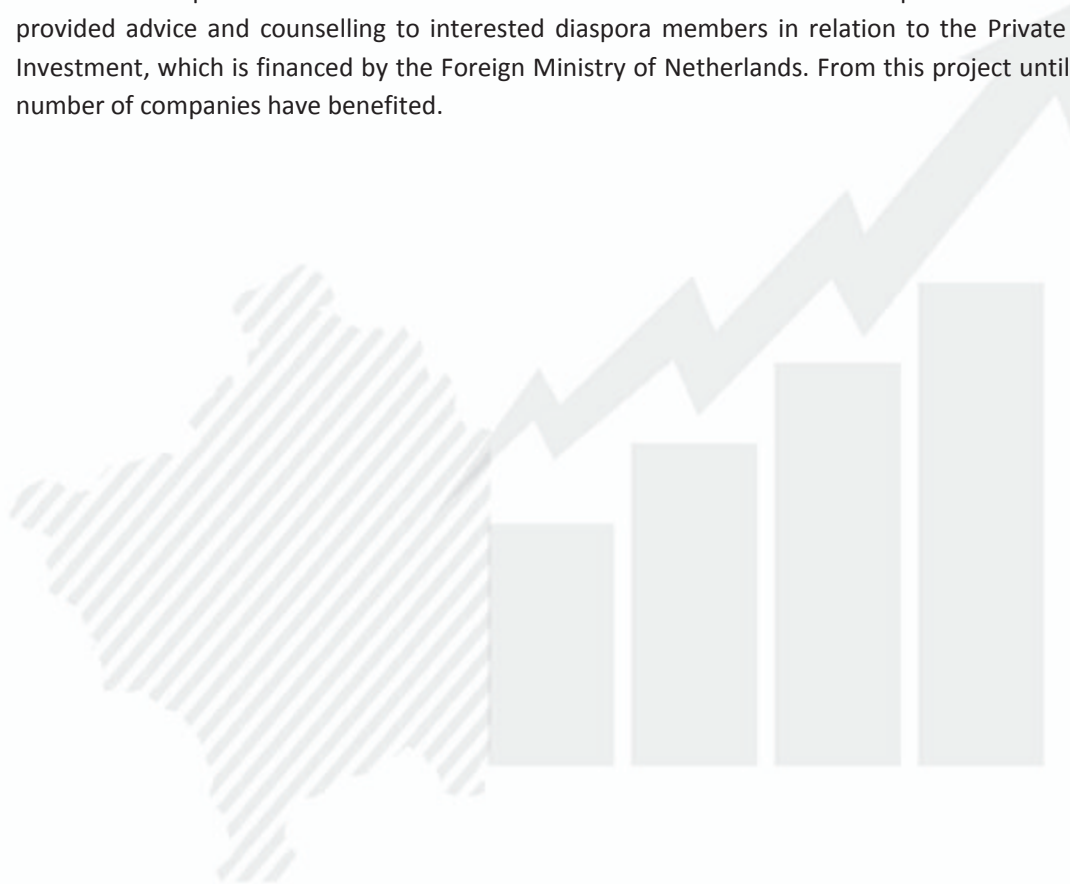 provided advice and counselling to interested diaspora members in relation to the Private
Investment, which is financed by the Foreign Ministry of Netherlands. From this project until
number of companies have benefited.